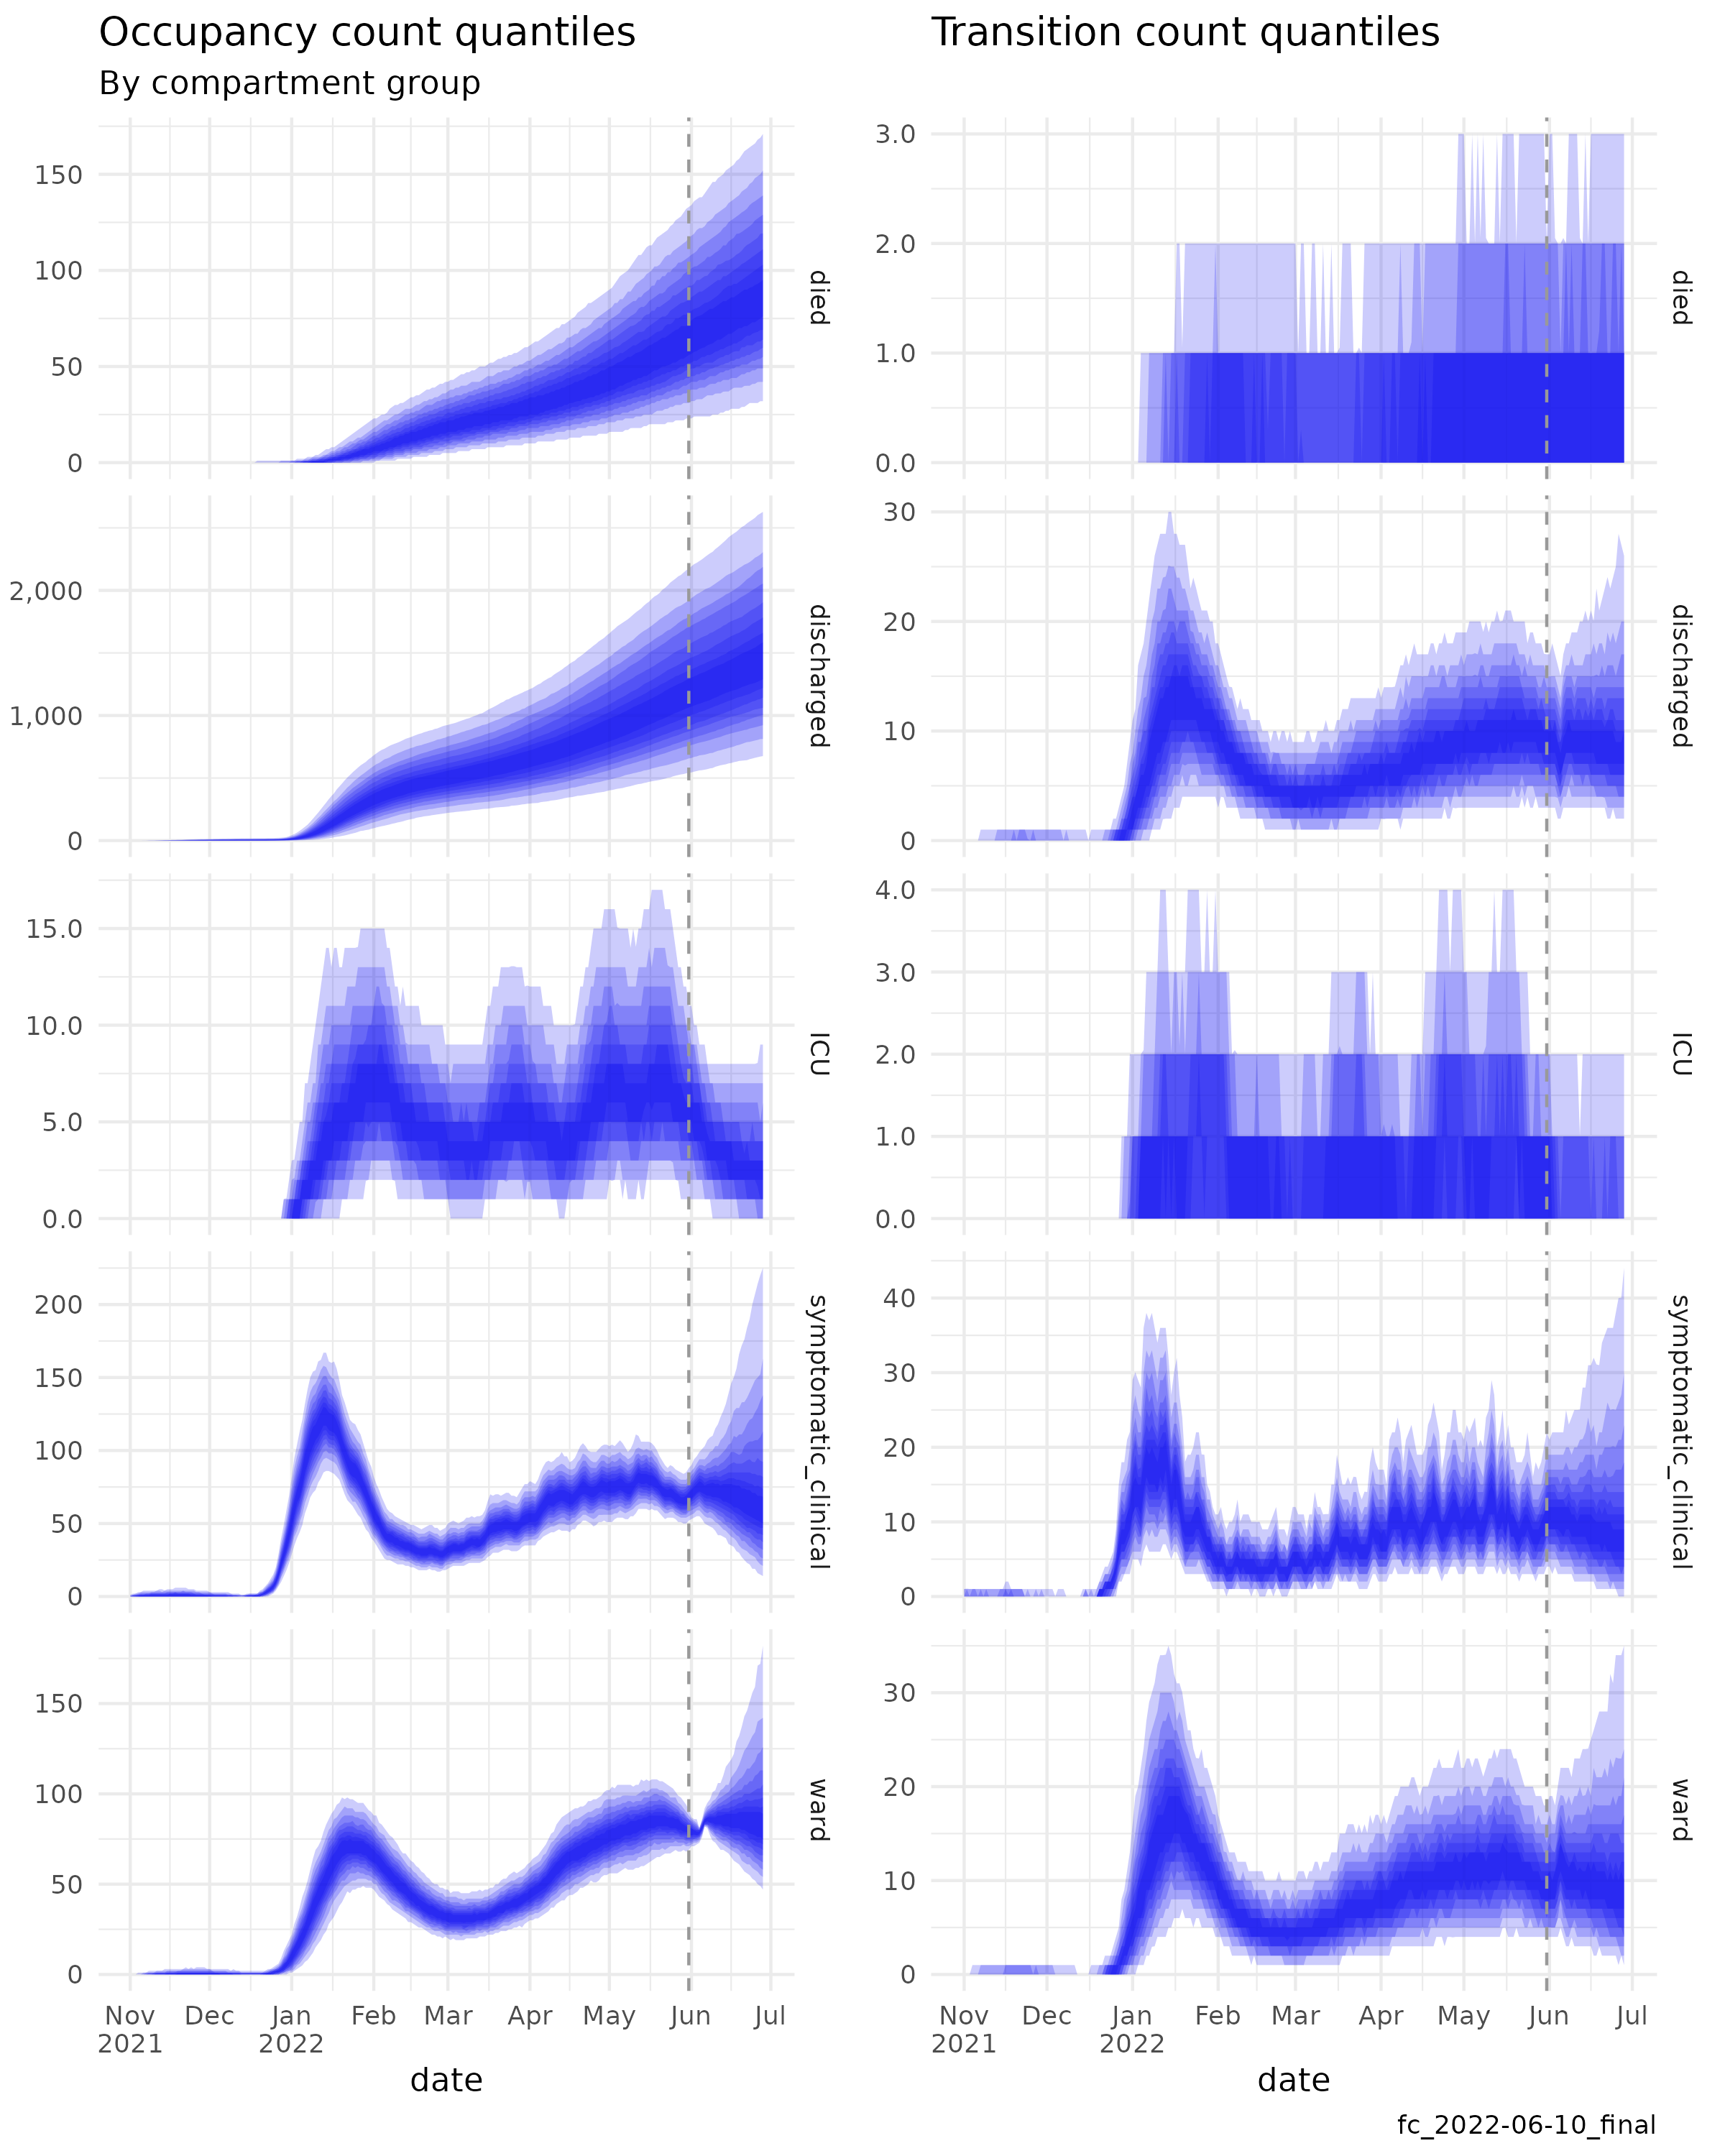 Occupancy count quantiles
By compartment group
150
100
50
0
died
2,000
1,000
0
discharged
15.0
10.0
5.0
0.0
ICU
200
150
100
50
0
symptomatic_clinical
150
100
50
0
ward
Nov Dec Jan Feb Mar Apr May Jun Jul
2021 2022
date
Transition count quantiles
3.0
2.0
1.0
0.0
died
30
20
10
0
discharged
4.0
3.0
2.0
1.0
0.0
ICU
40
30
20
10
0
symptomatic_clinical
30
20
10
0
ward
Nov Dec Jan Feb Mar Apr May Jun Jul
2021 2022
date
fc_2022-06-10_final